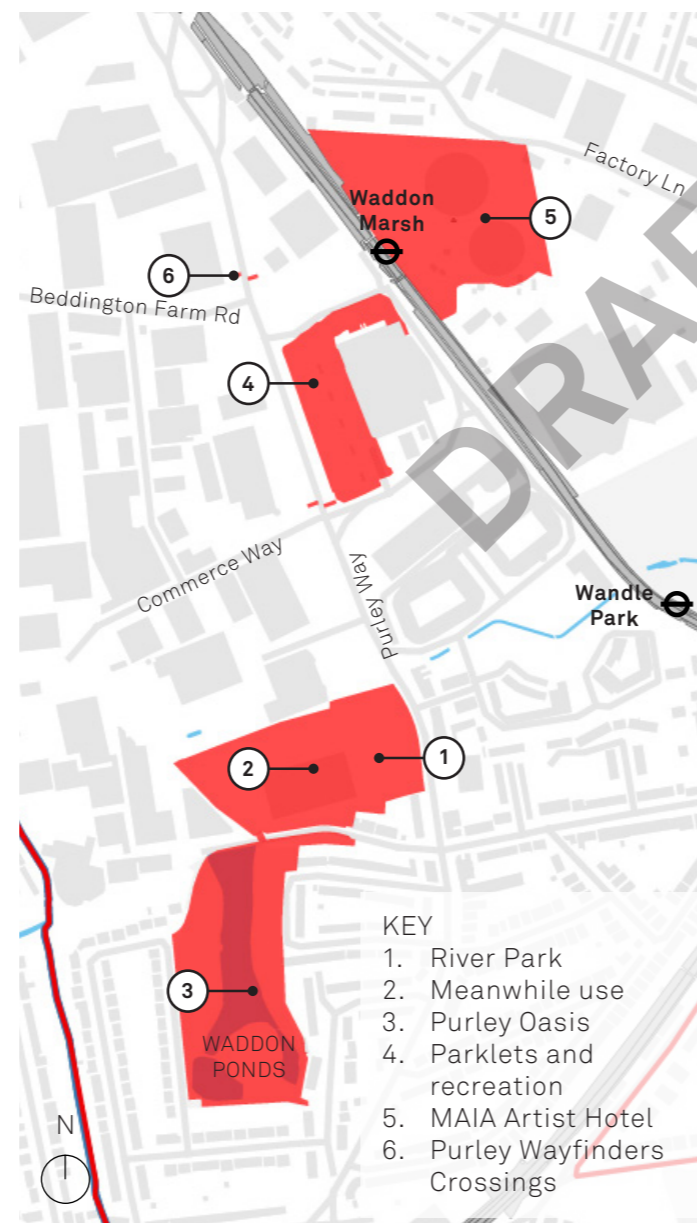 Factory Ln
Waddon
Marsh
5
6
Beddington Farm Rd
4
DRAF
Commerce Way
Purley Way
Wandle
Park
1
2
3
WADDON
PONDS
N
KEY
1. River Park
2. Meanwhile use
3. Purley Oasis
4. Parklets and
recreation
5. MAIA Artist Hotel
6. Purley Wayfinders
Crossings